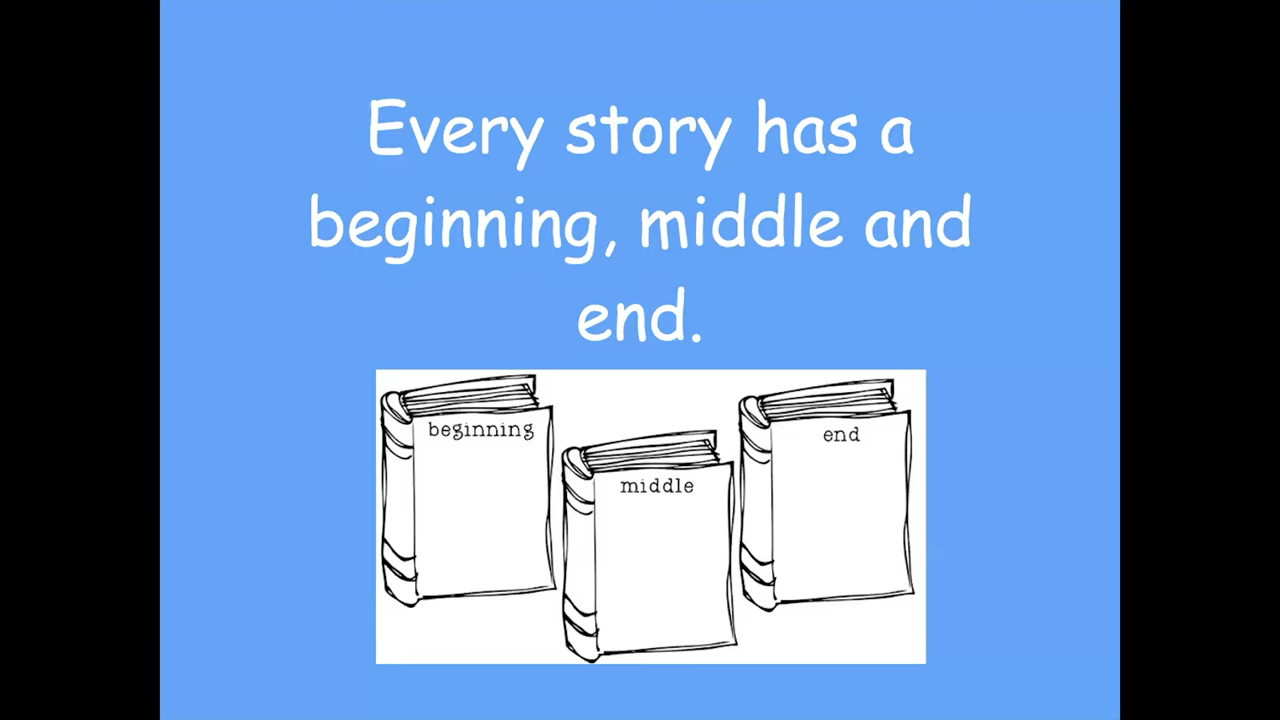 Every story has a
beginning, middle and
end.
beginning
middle
end